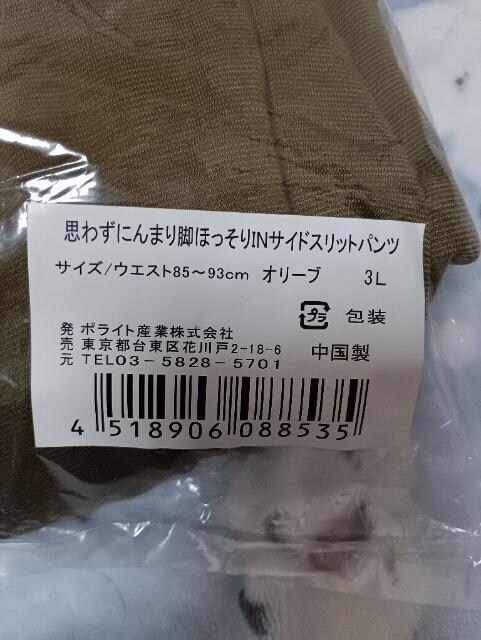 思わずにんまり脚ほっそりINサイドスリットパンツ
サイズ/ウエスト85～93cm オリーブ 3L
プラ 包装
発売元 ポライト産業株式会社
東京都台東区花川戸2-18-6
TEL03-5828-5701
中国製
4 518906 088535